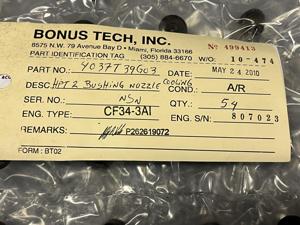 BONUS TECH, INC.
8575 N.W. 79 Avenue Bay D • Miami, Florida 33166
Nº 499413
PART IDENTIFICATION TAG (305) 884-6670 W/O: 10-474
PART NO. 4037T39G03 DATE: MAY 24 2010
DESC. HPT 2 BUSHING NOZZLE COOLING COND. A/R
SER. NO. NSN QTY. 54
ENG. TYPE: CF34-3A1 ENG. S/N: 807023
REMARKS: P262619072
FORM: BT02